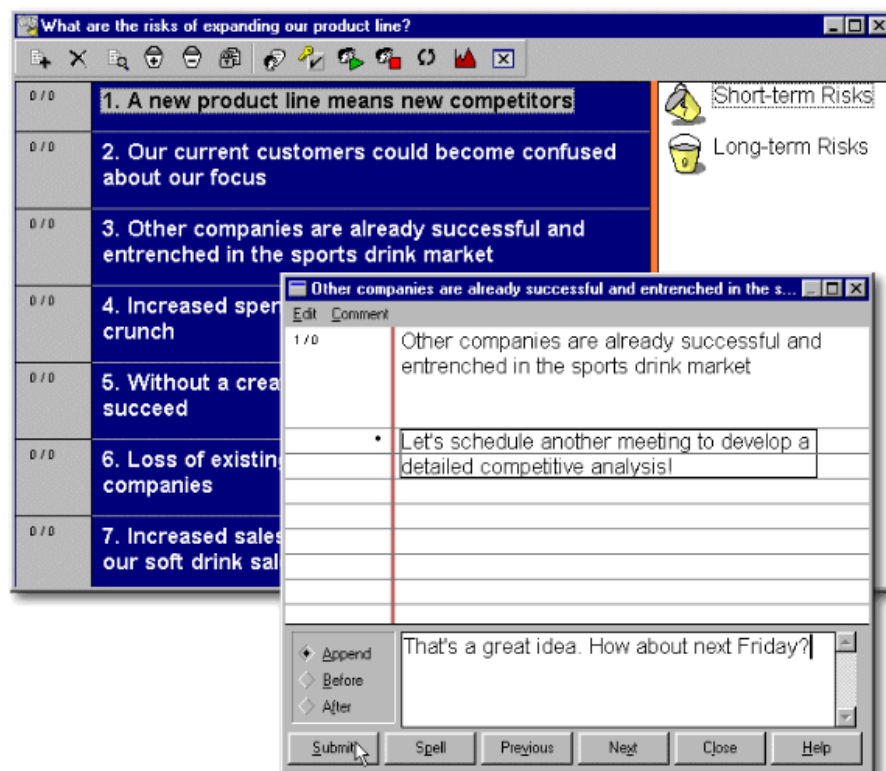 What are the risks of expanding our product line?
0 / 0
1. A new product line means new competitors
0 / 0
2. Our current customers could become confused
about our focus
0 / 0
3. Other companies are already successful and
entrenched in the sports drink market
0 / 0
4. Increased
crunch
0 / 0
5. Without a
succeed
0 / 0
6. Loss of
companies
0 / 0
7. Increased
our soft drink
Short-term Risks
Long-term Risks
0
Other companies are already successful and entrenched in the s...
Edit Comment
1 / 0
Other companies are already successful and
entrenched in the sports drink market
• Let's schedule another meeting to develop a
detailed competitive analysis!
Append
Before
After
That's a great idea. How about next Friday?
Submit Spell Previous Next Close Help